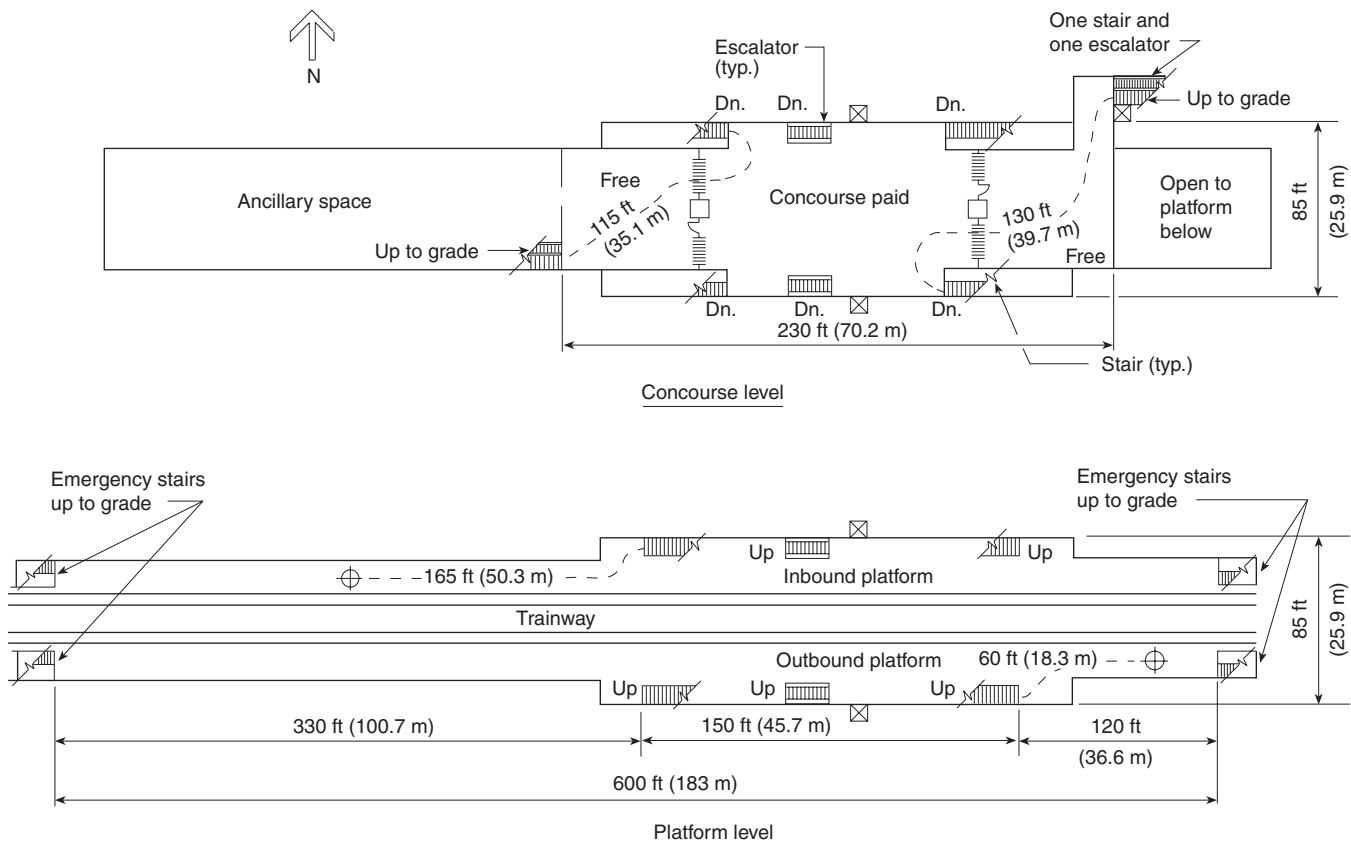 One stair and
one escalator
Escalator
(typ.)
N
Dn.
Dn.
Dn.
Up to grade
Ancillary space
Free
Concourse paid
Open to
platform
below
85 ft
(25.9 m)
115 ft
(35.1 m)
130 ft
(39.7 m)
Up to grade
Free
Dn.
Dn.
Dn.
230 ft (70.2 m)
Stair (typ.)
Concourse level
Emergency stairs
up to grade
Emergency stairs
up to grade
Up
Up
165 ft (50.3 m)
Inbound platform
Trainway
85 ft
(25.9 m)
Outbound platform
60 ft (18.3 m)
Up
Up
Up
330 ft (100.7 m)
150 ft (45.7 m)
120 ft
(36.6 m)
600 ft (183 m)
Platform level